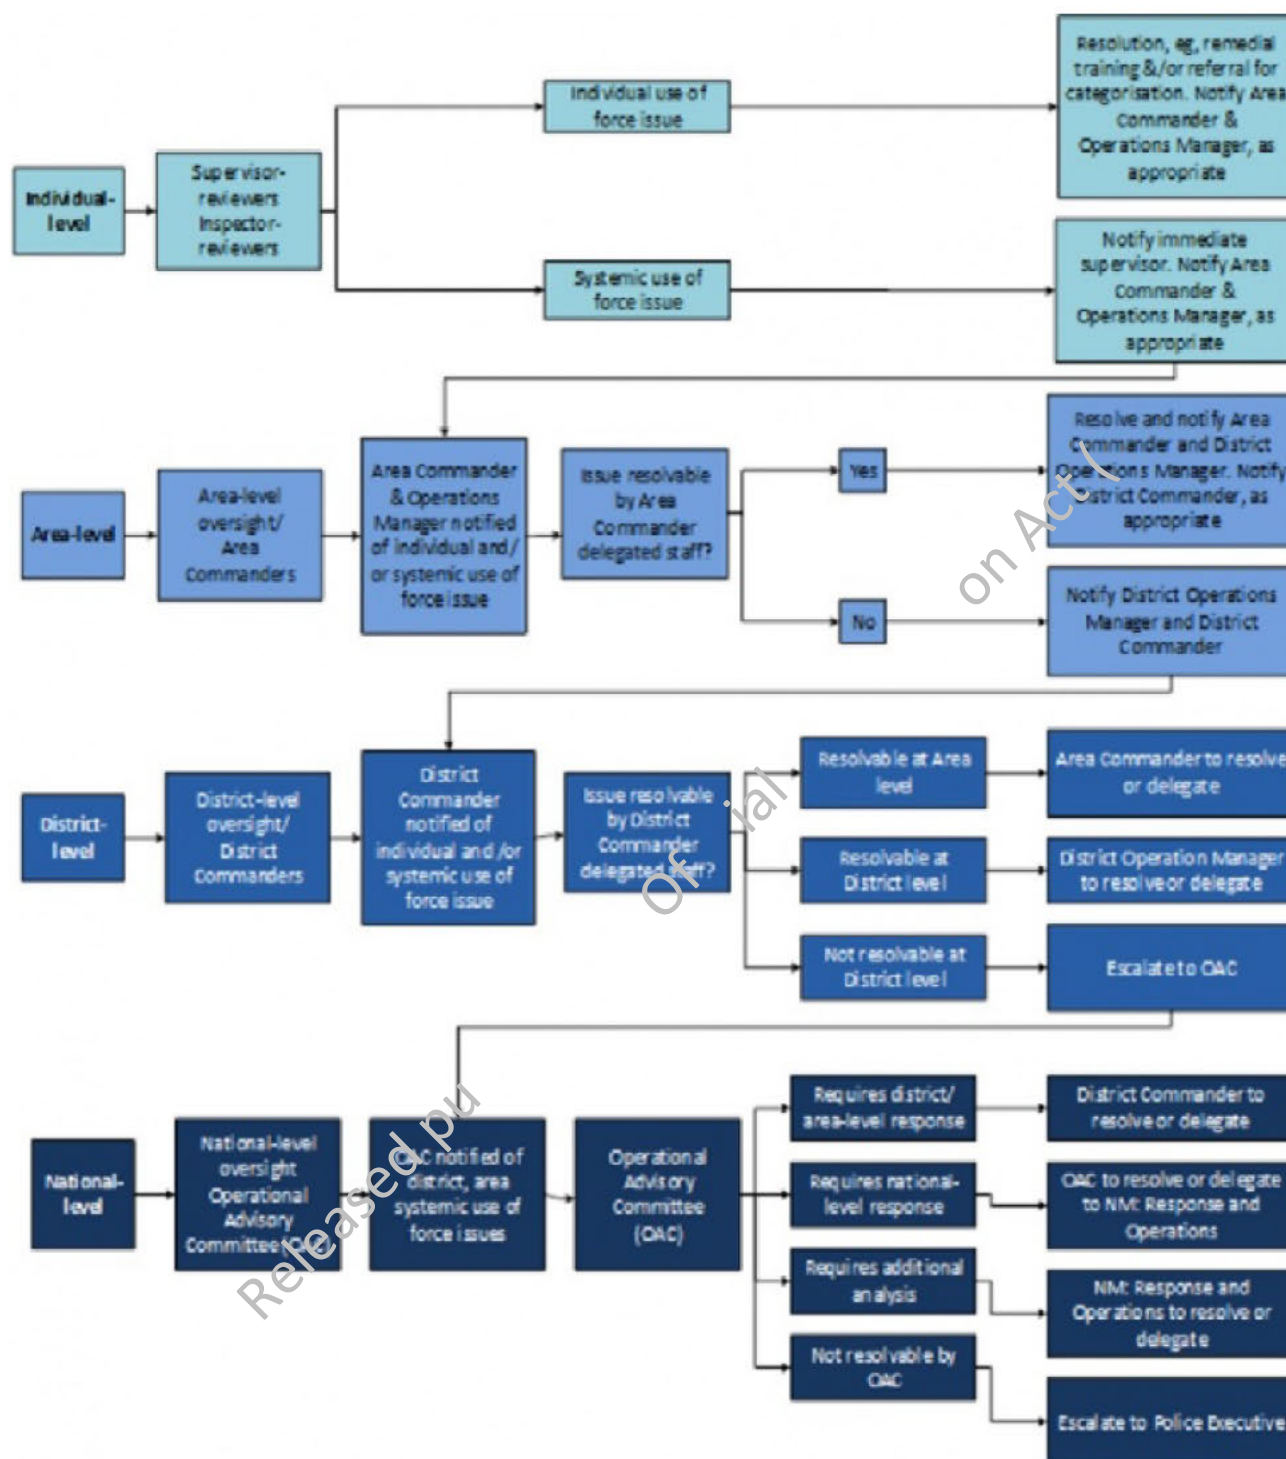 Individual-
level
Supervisor-
reviewers
Inspector-
reviewers
Individual use of
force issue
Resolution, eg, remedial
training &/or referral for
categorisation. Notify Area
Commander &
Operations Manager, as
appropriate
Systemic use of
force issue
Notify immediate
supervisor. Notify Area
Commander &
Operations Manager, as
appropriate
Area-level
Area-level
oversight/
Area
Commanders
Area Commander
& Operations
Manager notified
of individual and/
or systemic use of
force issue
Issue resolvable
by Area
Commander
delegated staff?
Yes
Resolve and notify Area
Commander and District
Operations Manager. Notify
District Commander, as
appropriate
No
Notify District Operations
Manager and District
Commander
District-
level
District-level
oversight/
District
Commanders
District
Commander
notified of
individual and /or
systemic use of
force issue
Issue resolvable
by District
Commander
delegated staff?
Resolvable at Area
level
Area Commander to resolve
or delegate
Resolvable at
District level
District Operation Manager
to resolve or delegate
Not resolvable at
District level
Escalate to OAC
National-
level
National-level
oversight
Operational
Advisory
Committee (OAC)
OAC notified of
district, area
systemic use of
force issues
Operational
Advisory
Committee
(OAC)
Requires district/
area-level response
District Commander to
resolve or delegate
Requires national-
level response
OAC to resolve or delegate
to NM: Response and
Operations
Requires additional
analysis
NM: Response and
Operations to resolve or
delegate
Not resolvable by
OAC
Escalate to Police Executive
Released pu
Of ial
on Act (